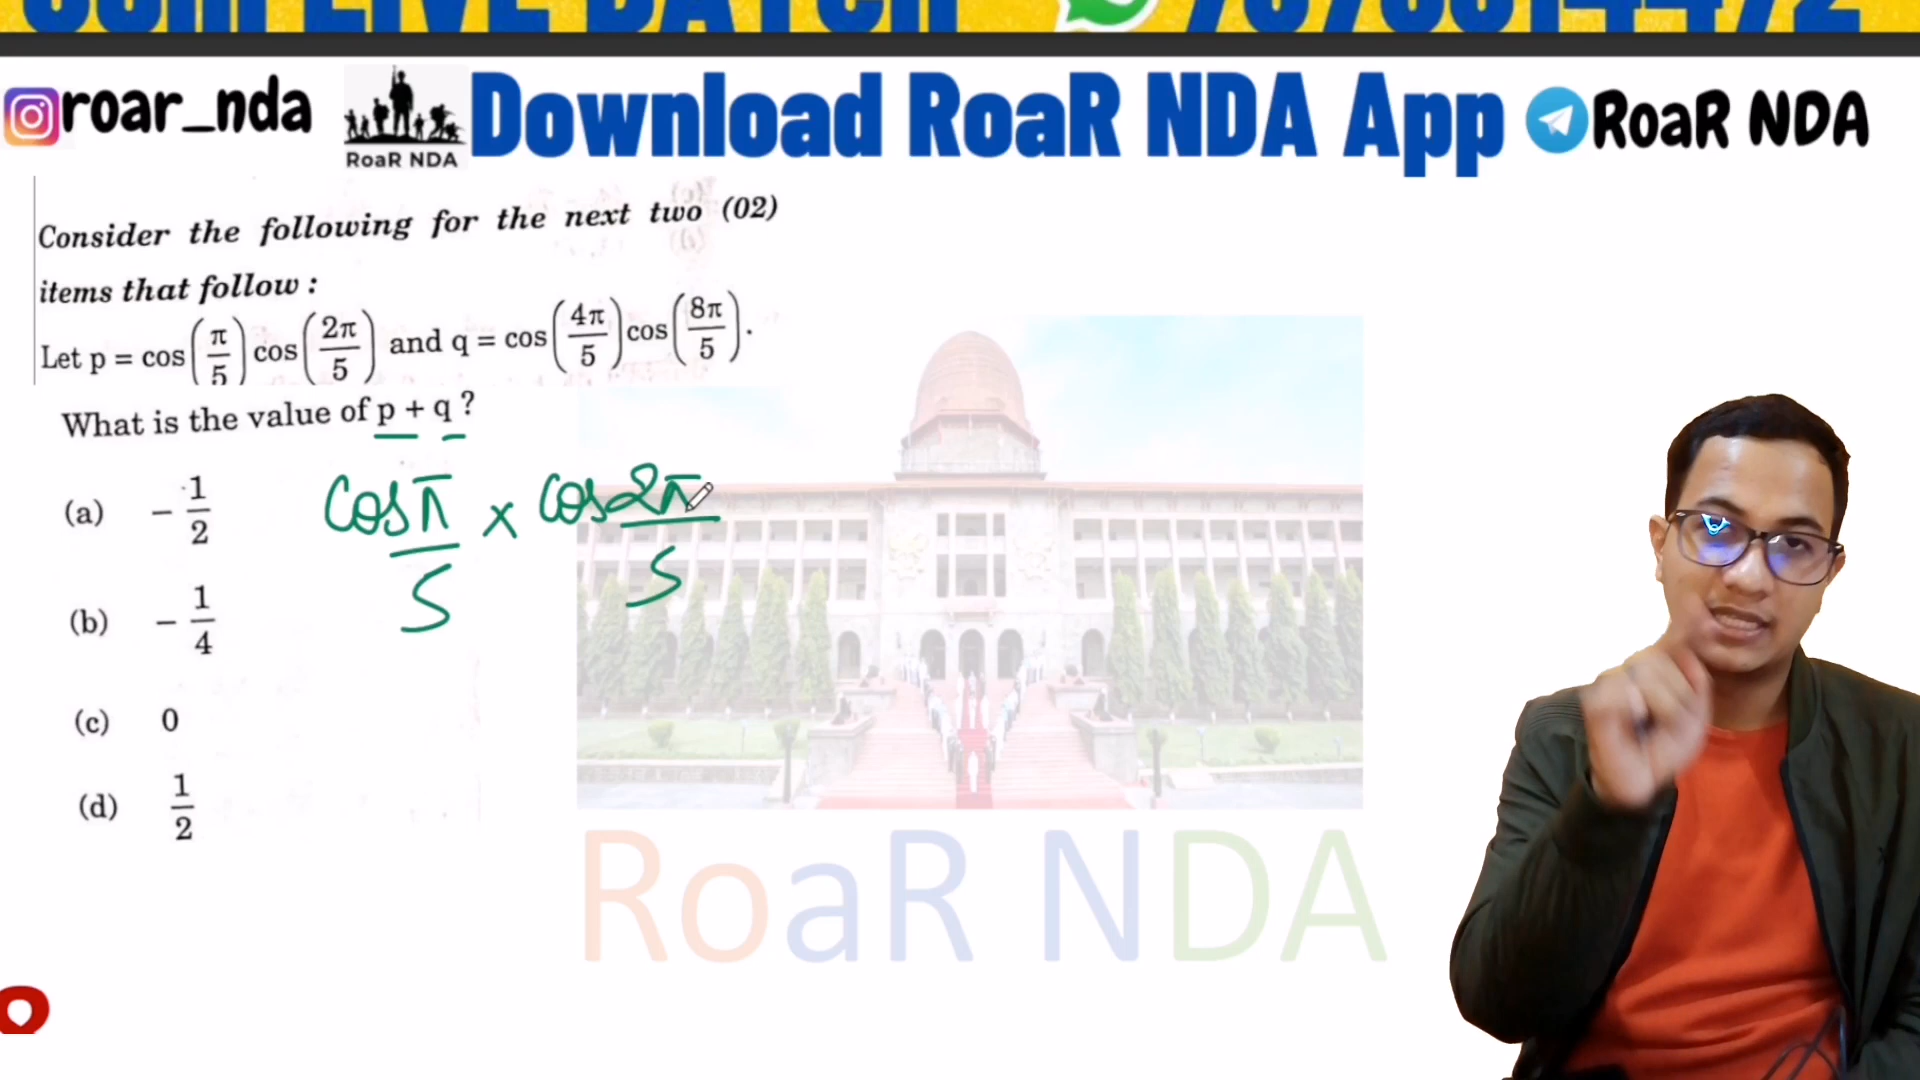 roar_nda
RoaR NDA
Download RoaR NDA App
RoaR NDA
Consider the following for the next two (02)
items that follow :
Let p = cos(π/5) cos(2π/5) and q = cos(4π/5) cos(8π/5).
What is the value of p + q ?
(a) - 1/2
(b) - 1/4
(c) 0
(d) 1/2
cos π/5 × cos 2π/5
RoaR NDA